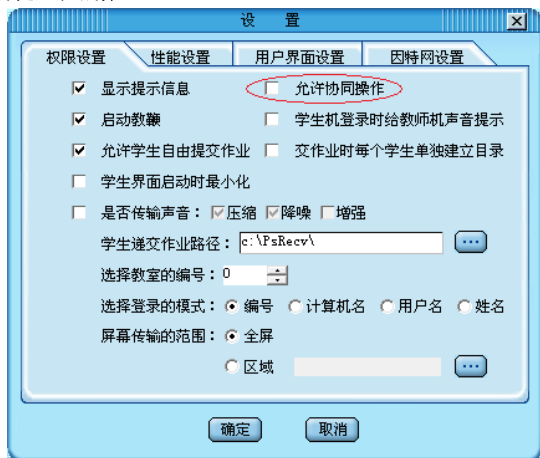 设 置
权限设置 性能设置 用户界面设置 因特网设置
显示提示信息 允许协同操作
启动教鞭 学生机登录时给教师机声音提示
允许学生自由提交作业 交作业时每个学生单独建立目录
学生界面启动时最小化
是否传输声音： 压缩 降噪 增强
学生递交作业路径： c:\PsRecv\ ...
选择教室的编号： 0
选择登录的模式： 编号 计算机名 用户名 姓名
屏幕传输的范围： 全屏
区域 ...
确定 取消